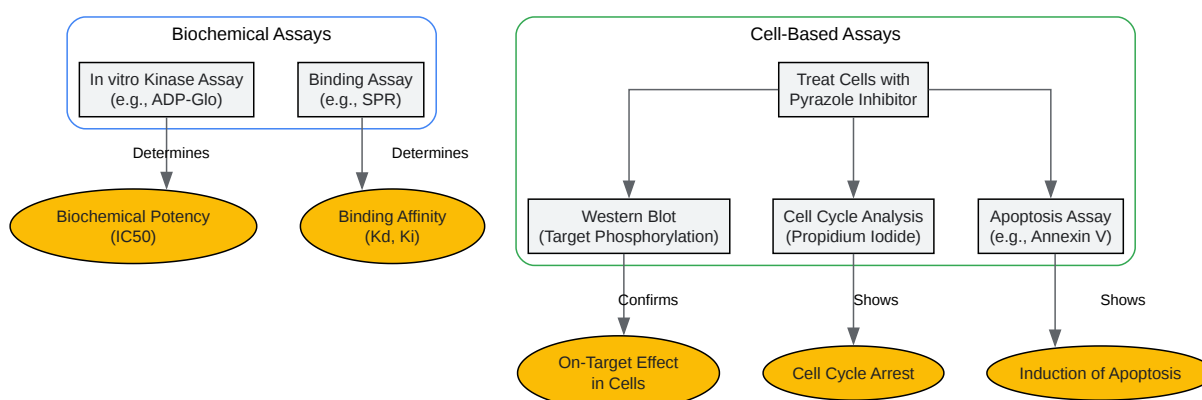 Biochemical Assays
In vitro Kinase Assay
(e.g., ADP-Glo)
Binding Assay
(e.g., SPR)
Determines
Determines
Biochemical Potency
(IC50)
Binding Affinity
(Kd, Ki)
Cell-Based Assays
Treat Cells with
Pyrazole Inhibitor
Western Blot
(Target Phosphorylation)
Cell Cycle Analysis
(Propidium Iodide)
Apoptosis Assay
(e.g., Annexin V)
Confirms
Shows
Shows
On-Target Effect
in Cells
Cell Cycle Arrest
Induction of Apoptosis